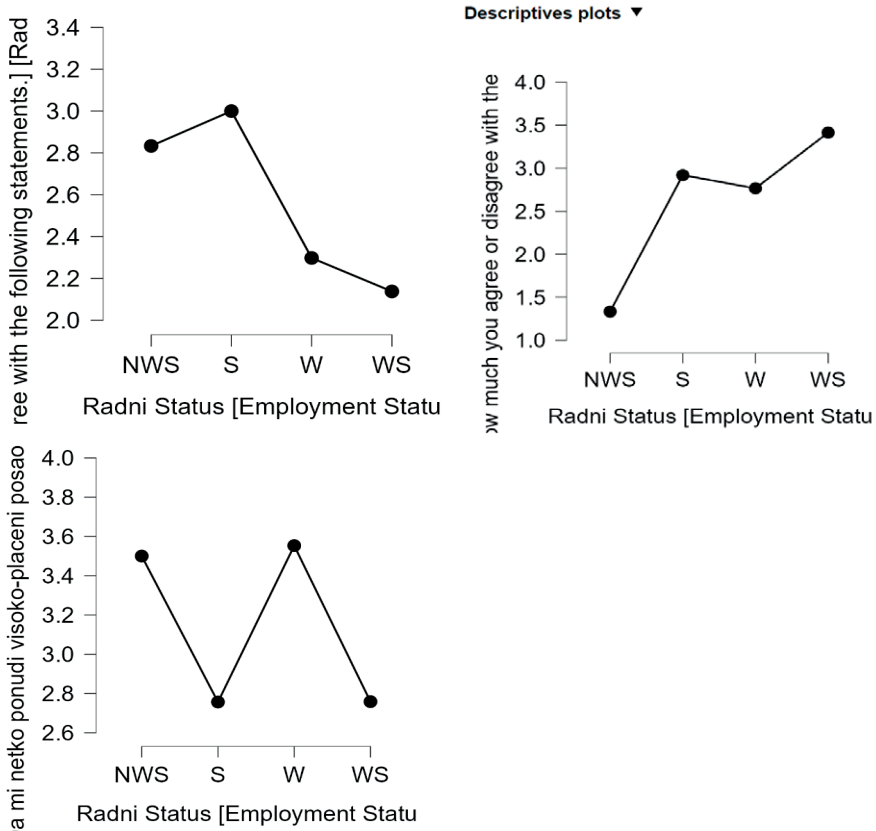 ree with the following statements.] [Rad
3.4
3.2
3.0
2.8
2.6
2.4
2.2
2.0
NWS S W WS
Radni Status [Employment Statu
Descriptives plots ▼
ow much you agree or disagree with the
4.0
3.5
3.0
2.5
2.0
1.5
1.0
NWS S W WS
Radni Status [Employment Statu
a mi netko ponudi visoko-placeni posao
4.0
3.8
3.6
3.4
3.2
3.0
2.8
2.6
NWS S W WS
Radni Status [Employment Statu